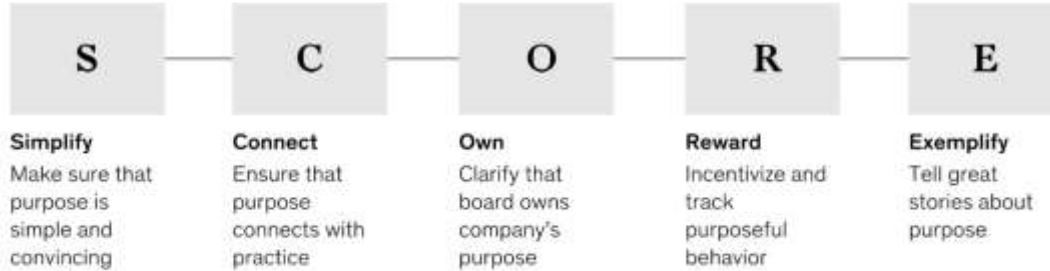 S
C
O
R
E
Simplify
Make sure that
purpose is
simple and
convincing
Connect
Ensure that
purpose
connects with
practice
Own
Clarify that
board owns
company's
purpose
Reward
Incentivize and
track
purposeful
behavior
Exemplify
Tell great
stories about
purpose